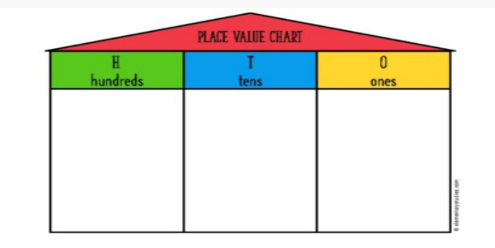 PLACE VALUE CHART
H T O
hundreds tens ones